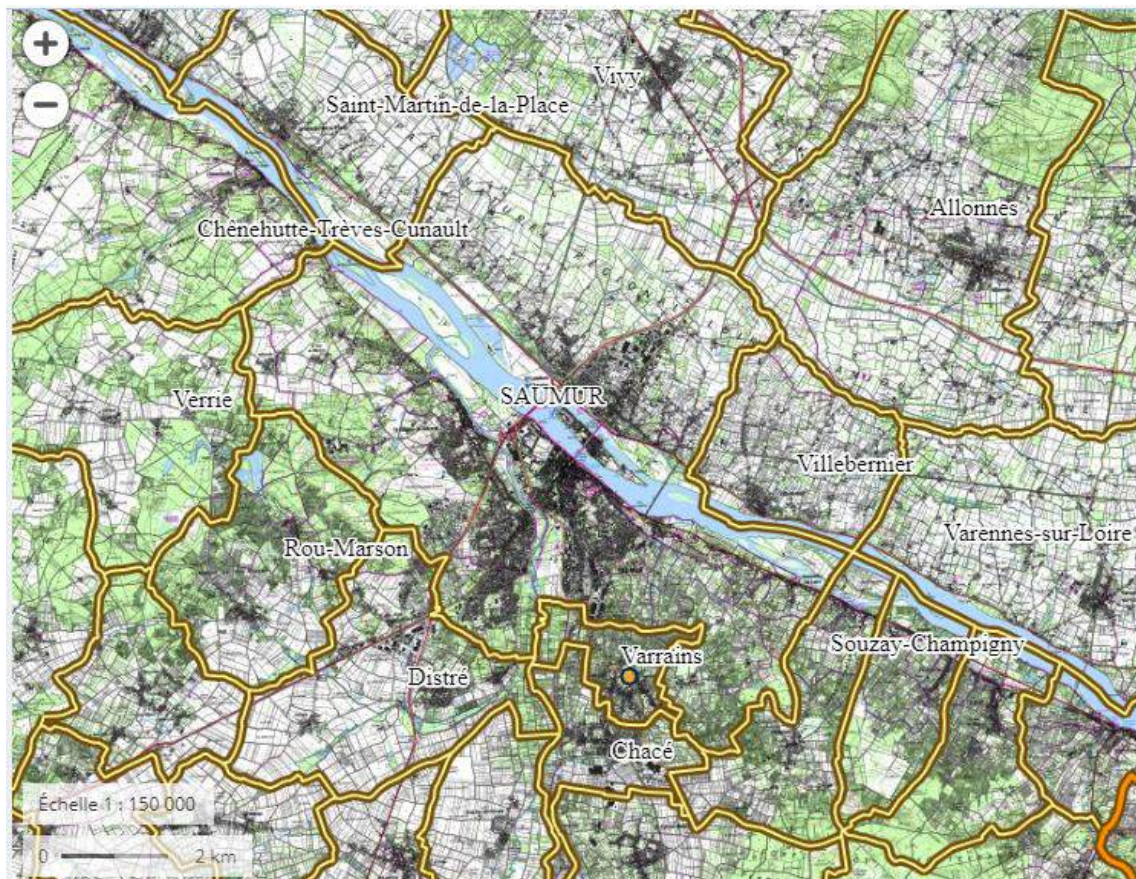 +
Vivy
−
Saint-Martin-de-la-Place
Allonnes
Chênehutte-Trèves-Cunault
Verrie
SAUMUR
Villebernier
Rou-Marson
Varennes-sur-Loire
Souzay-Champigny
Varrains
Distré
Chacé
Échelle 1 : 150 000
0 2 km